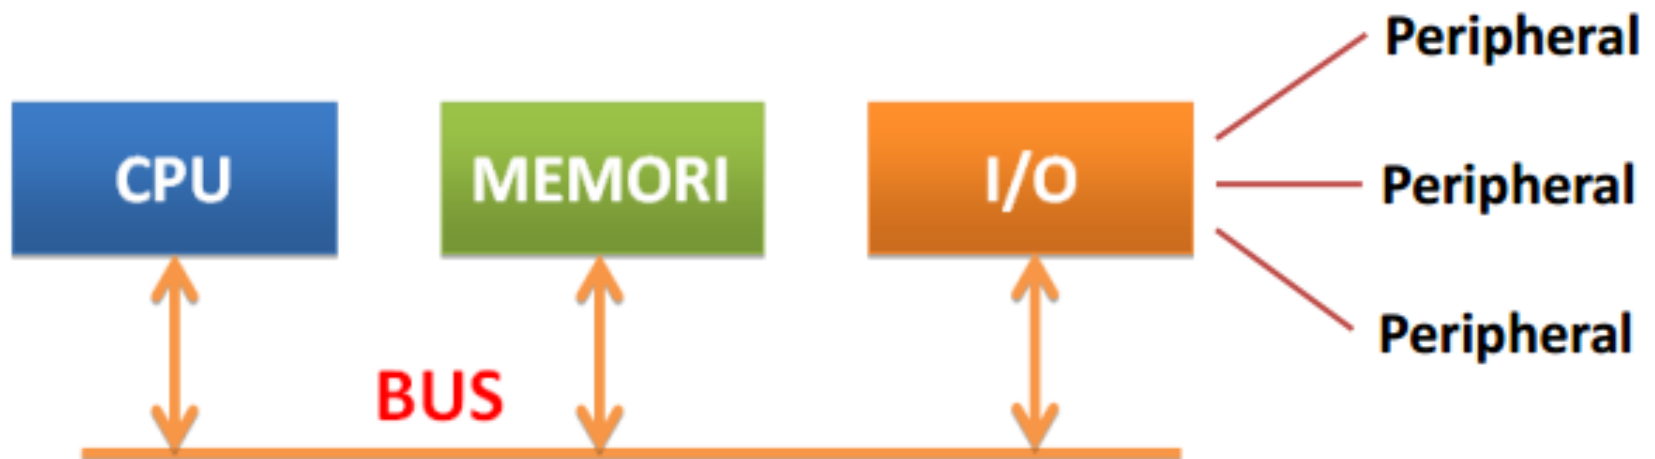 Peripheral
CPU
MEMORI
I/O
Peripheral
Peripheral
BUS